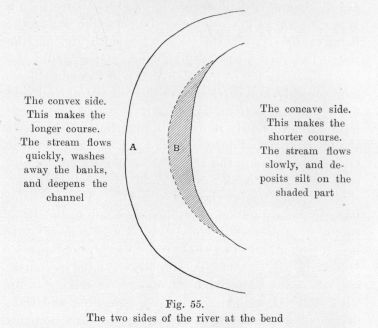 The convex side.
This makes the
longer course.
The stream flows
quickly, washes
away the banks,
and deepens the
channel
A
B
The concave side.
This makes the
shorter course.
The stream flows
slowly, and de-
posits silt on the
shaded part
Fig. 55.
The two sides of the river at the bend